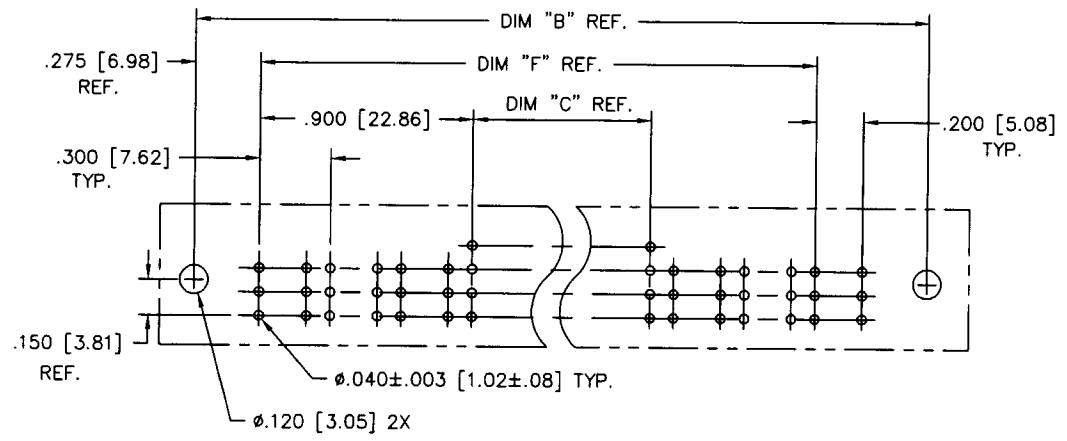 DIM "B" REF.
.275 [6.98]
REF.
DIM "F" REF.
DIM "C" REF.
.900 [22.86]
.200 [5.08]
TYP.
.300 [7.62]
TYP.
.150 [3.81]
REF.
ø.040±.003 [1.02±.08] TYP.
ø.120 [3.05] 2X